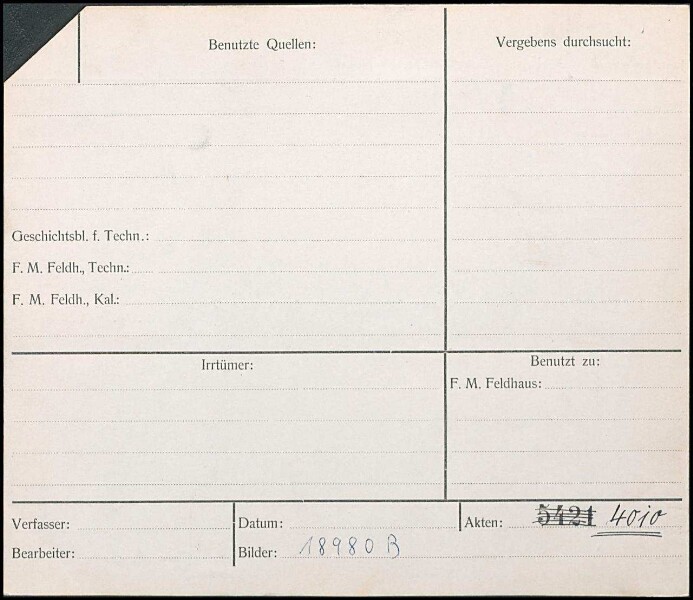 Benutzte Quellen:
Vergebens durchsucht:
Geschichtsbl. f. Techn.:
F. M. Feldh., Techn.:
F. M. Feldh., Kal.:
Irrtümer:
Benutzt zu:
F. M. Feldhaus:
Verfasser:
Datum:
Akten: 5421 4010
Bearbeiter:
Bilder: 18980 B